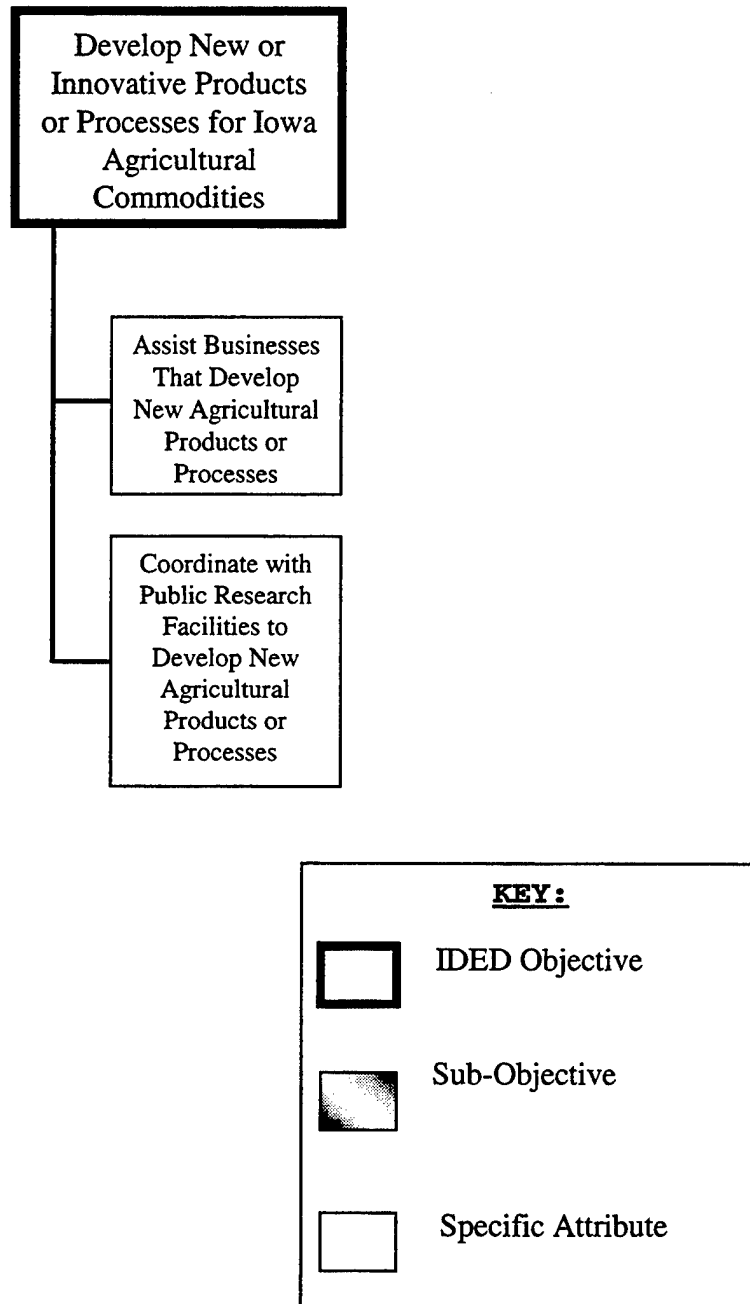 Develop New or
Innovative Products
or Processes for Iowa
Agricultural
Commodities
Assist Businesses
That Develop
New Agricultural
Products or
Processes
Coordinate with
Public Research
Facilities to
Develop New
Agricultural
Products or
Processes
KEY:
IDED Objective
Sub-Objective
Specific Attribute